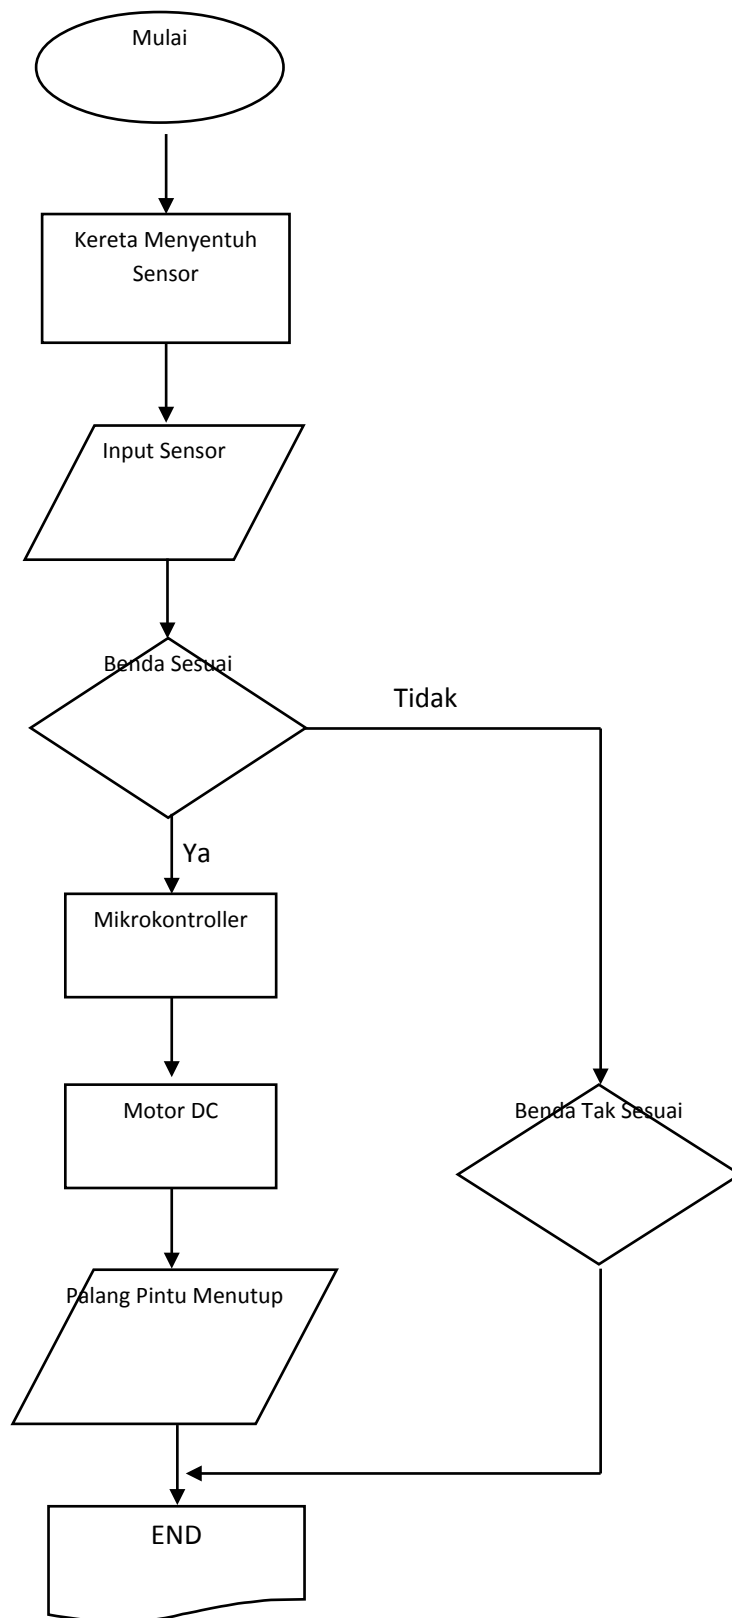 Mulai
Kereta Menyentuh
Sensor
Input Sensor
Benda Sesuai
Tidak
Ya
Mikrokontroller
Motor DC
Benda Tak Sesuai
Palang Pintu Menutup
END